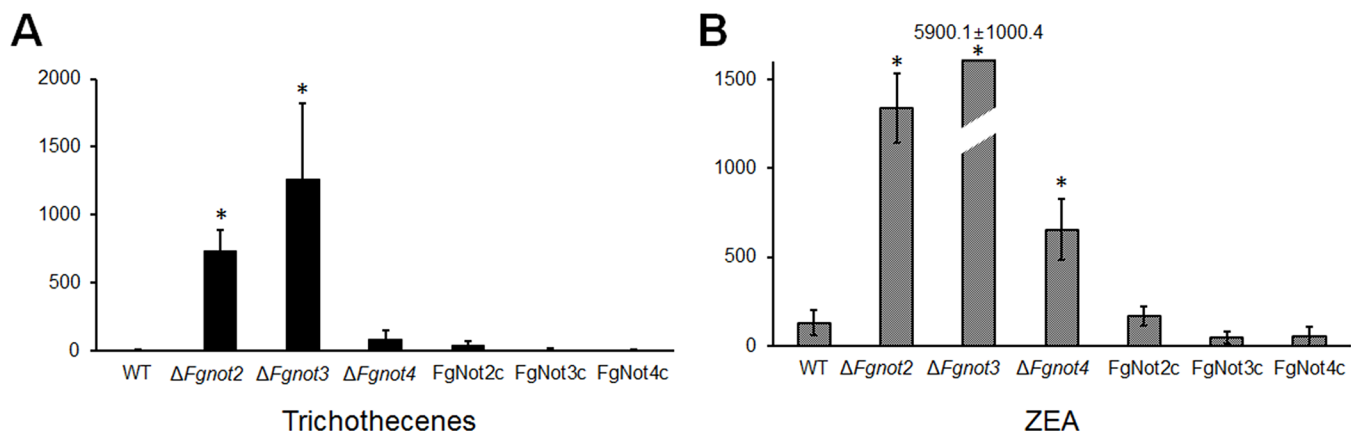 A
2000
1500
1000
500
0
*
*
WT ΔFgnot2 ΔFgnot3 ΔFgnot4 FgNot2c FgNot3c FgNot4c
Trichothecenes
B
5900.1±1000.4
1500
1000
500
0
*
*
*
WT ΔFgnot2 ΔFgnot3 ΔFgnot4 FgNot2c FgNot3c FgNot4c
ZEA